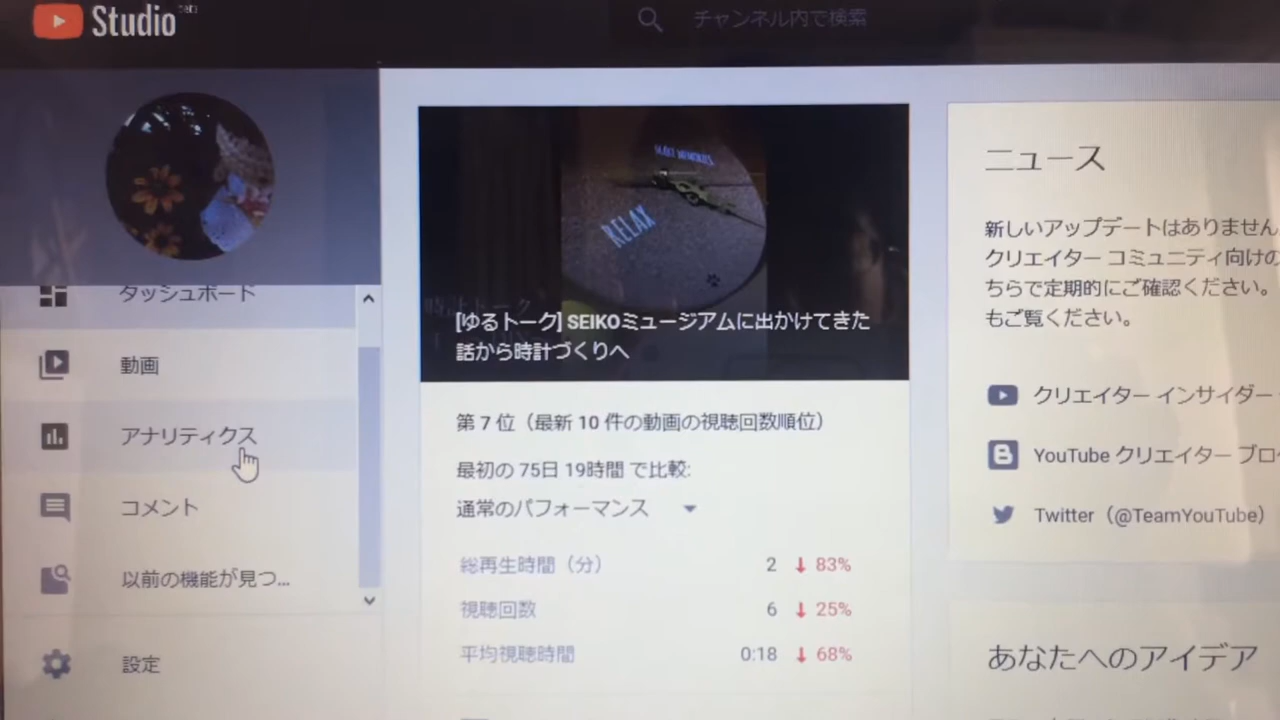 Studio
チャンネル内で検索
ダッシュボード
動画
アナリティクス
コメント
以前の機能が見つ...
設定
MAKE MEMORIES
RELAX
[ゆるトーク] SEIKOミュージアムに出かけてきた
話から時計づくりへ
第 7 位（最新 10 件の動画の視聴回数順位）
最初の 75日 19時間 で比較:
通常のパフォーマンス
総再生時間（分） 2 ↓ 83%
視聴回数 6 ↓ 25%
平均視聴時間 0:18 ↓ 68%
ニュース
新しいアップデートはありません
クリエイター コミュニティ向けの
ちらで定期的にご確認ください。
もご覧ください。
クリエイター インサイダー
YouTube クリエイター ブロ
Twitter（@TeamYouTube）
あなたへのアイデア